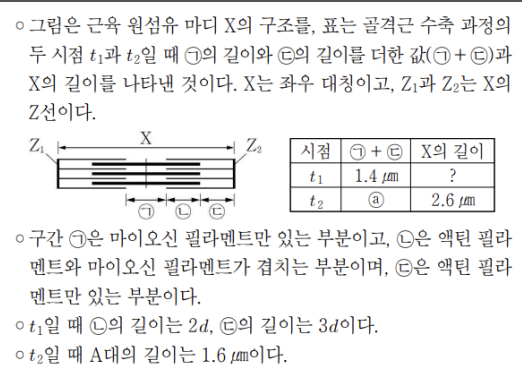 ○ 그림은 근육 원섬유 마디 X의 구조를, 표는 골격근 수축 과정의
두 시점 t₁과 t₂일 때 ㉠의 길이와 ㉢의 길이를 더한 값(㉠+㉢)과
X의 길이를 나타낸 것이다. X는 좌우 대칭이고, Z₁과 Z₂는 X의
Z선이다.
Z₁ X Z₂
㉠ ㉡ ㉢
시점 ㉠+㉢ X의 길이
t₁ 1.4 ㎛ ?
t₂ ⓐ 2.6 ㎛
○ 구간 ㉠은 마이오신 필라멘트만 있는 부분이고, ㉡은 액틴 필라
멘트와 마이오신 필라멘트가 겹치는 부분이며, ㉢은 액틴 필라
멘트만 있는 부분이다.
○ t₁일 때 ㉡의 길이는 2d, ㉢의 길이는 3d이다.
○ t₂일 때 A대의 길이는 1.6 ㎛이다.